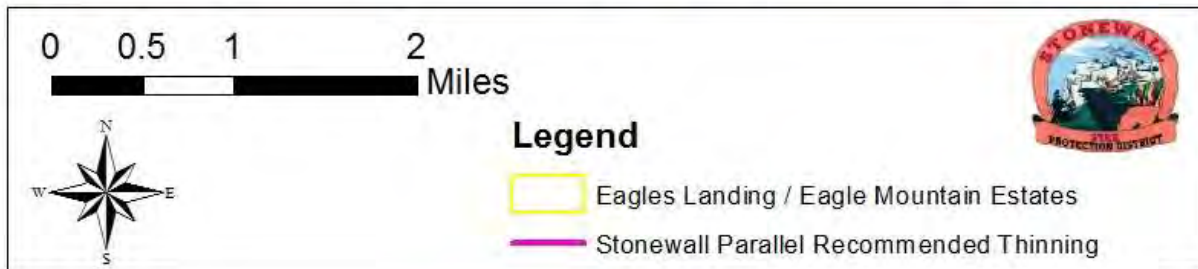 0 0.5 1 2
Miles
N
W E
S
Legend
Eagles Landing / Eagle Mountain Estates
Stonewall Parallel Recommended Thinning
STONEWALL
FIRE
PROTECTION DISTRICT